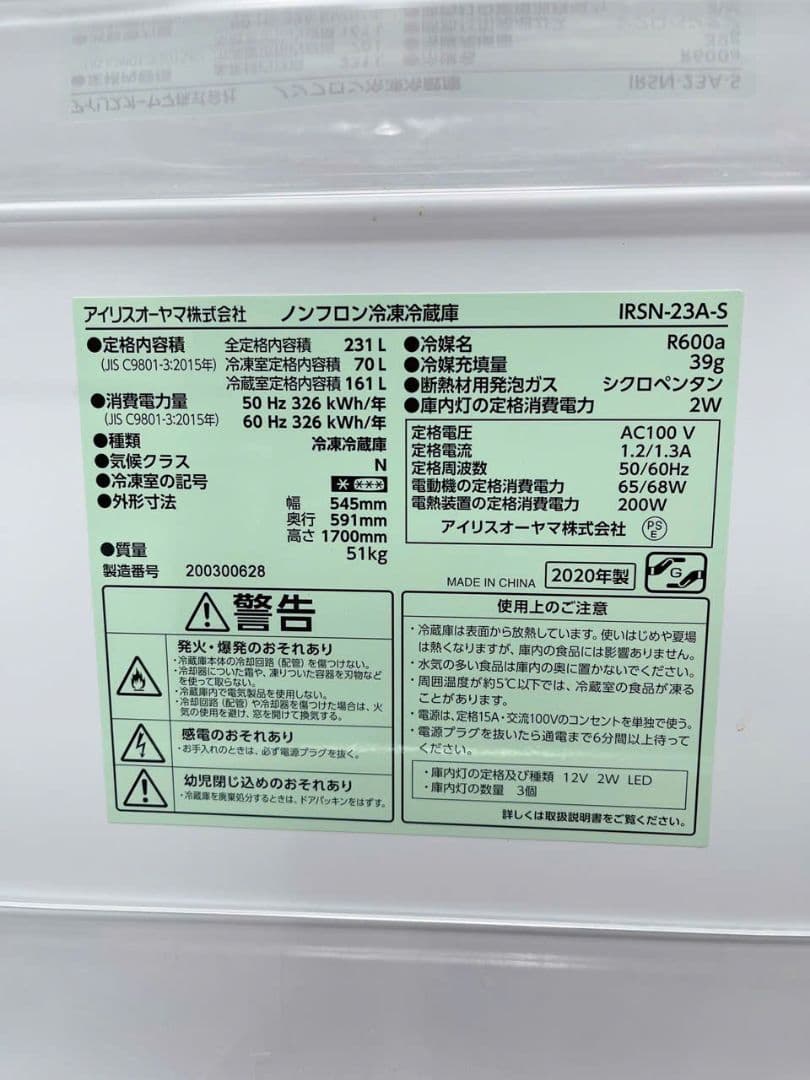 アイリスオーヤマ株式会社 ノンフロン冷凍冷蔵庫 IRSN-23A-S
●定格内容積 全定格内容積 231 L
(JIS C9801-3:2015年) 冷凍室定格内容積 70 L
冷蔵室定格内容積 161 L
●消費電力量 50 Hz 326 kWh/年
(JIS C9801-3:2015年) 60 Hz 326 kWh/年
●種類 冷凍冷蔵庫
●気候クラス N
●冷凍室の記号
●外形寸法 幅 545mm
奥行 591mm
高さ 1700mm
●質量 51kg
製造番号 200300628
●冷媒名 R600a
●冷媒充填量 39g
●断熱材用発泡ガス シクロペンタン
●庫内灯の定格消費電力 2W
定格電圧 AC100 V
定格電流 1.2/1.3A
定格周波数 50/60Hz
電動機の定格消費電力 65/68W
電熱装置の定格消費電力 200W
アイリスオーヤマ株式会社 PSE
MADE IN CHINA 2020年製 G
警告
発火・爆発のおそれあり
・冷蔵庫本体の冷却回路(配管)を傷つけない。
・冷却器についた霜や、凍りついた容器を刃物など
を使って取らない。
・冷蔵庫内で電気製品を使用しない。
・冷却回路(配管)や冷却器を傷つけた場合は、火
気の使用を避け、窓を開けて換気する。
感電のおそれあり
・お手入れのときは、必ず電源プラグを抜く。
幼児閉じ込めのおそれあり
・冷蔵庫を廃棄処分するときは、ドアパッキンをはずす。
使用上のご注意
・冷蔵庫は表面から放熱しています。使いはじめや夏場
は熱くなりますが、庫内の食品には影響ありません。
・水気の多い食品は庫内の奥に置かないでください。
・周囲温度が約5℃以下では、冷蔵室の食品が凍る
ことがあります。
・電源は、定格15A・交流100Vのコンセントを単独で使う。
・電源プラグを抜いたら通電まで6分間以上待って
ください。
・庫内灯の定格及び種類 12V 2W LED
・庫内灯の数量 3個
詳しくは取扱説明書をご覧ください。